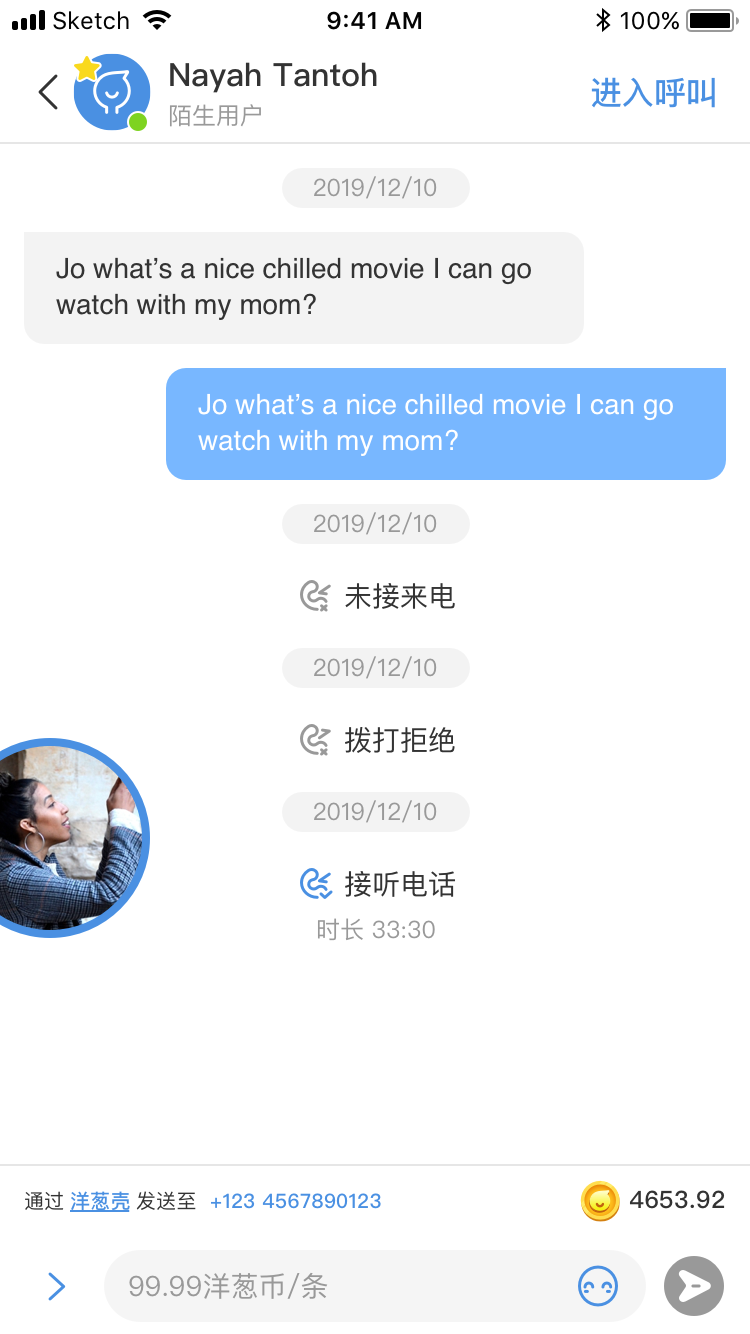 Sketch 9:41 AM 100%
Nayah Tantoh
陌生用户
进入呼叫
2019/12/10
Jo what’s a nice chilled movie I can go
watch with my mom?
Jo what’s a nice chilled movie I can go
watch with my mom?
2019/12/10
未接来电
2019/12/10
拨打拒绝
2019/12/10
接听电话
时长 33:30
通过 洋葱壳 发送至 +123 4567890123 4653.92
99.99洋葱币/条